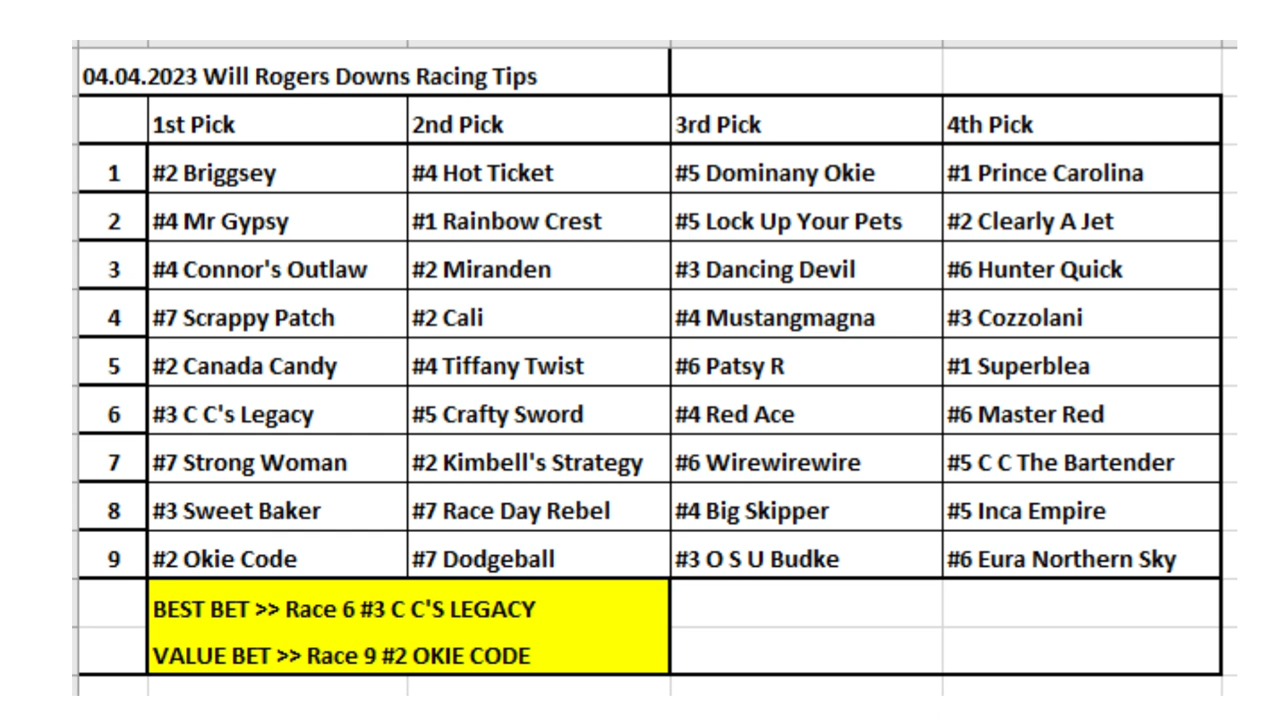 04.04.2023 Will Rogers Downs Racing Tips
1st Pick 2nd Pick 3rd Pick 4th Pick
1 #2 Briggsey #4 Hot Ticket #5 Dominany Okie #1 Prince Carolina
2 #4 Mr Gypsy #1 Rainbow Crest #5 Lock Up Your Pets #2 Clearly A Jet
3 #4 Connor's Outlaw #2 Miranden #3 Dancing Devil #6 Hunter Quick
4 #7 Scrappy Patch #2 Cali #4 Mustangmagna #3 Cozzolani
5 #2 Canada Candy #4 Tiffany Twist #6 Patsy R #1 Superblea
6 #3 C C's Legacy #5 Crafty Sword #4 Red Ace #6 Master Red
7 #7 Strong Woman #2 Kimbell's Strategy #6 Wirewirewire #5 C C The Bartender
8 #3 Sweet Baker #7 Race Day Rebel #4 Big Skipper #5 Inca Empire
9 #2 Okie Code #7 Dodgeball #3 O S U Budke #6 Eura Northern Sky
BEST BET >> Race 6 #3 C C'S LEGACY
VALUE BET >> Race 9 #2 OKIE CODE